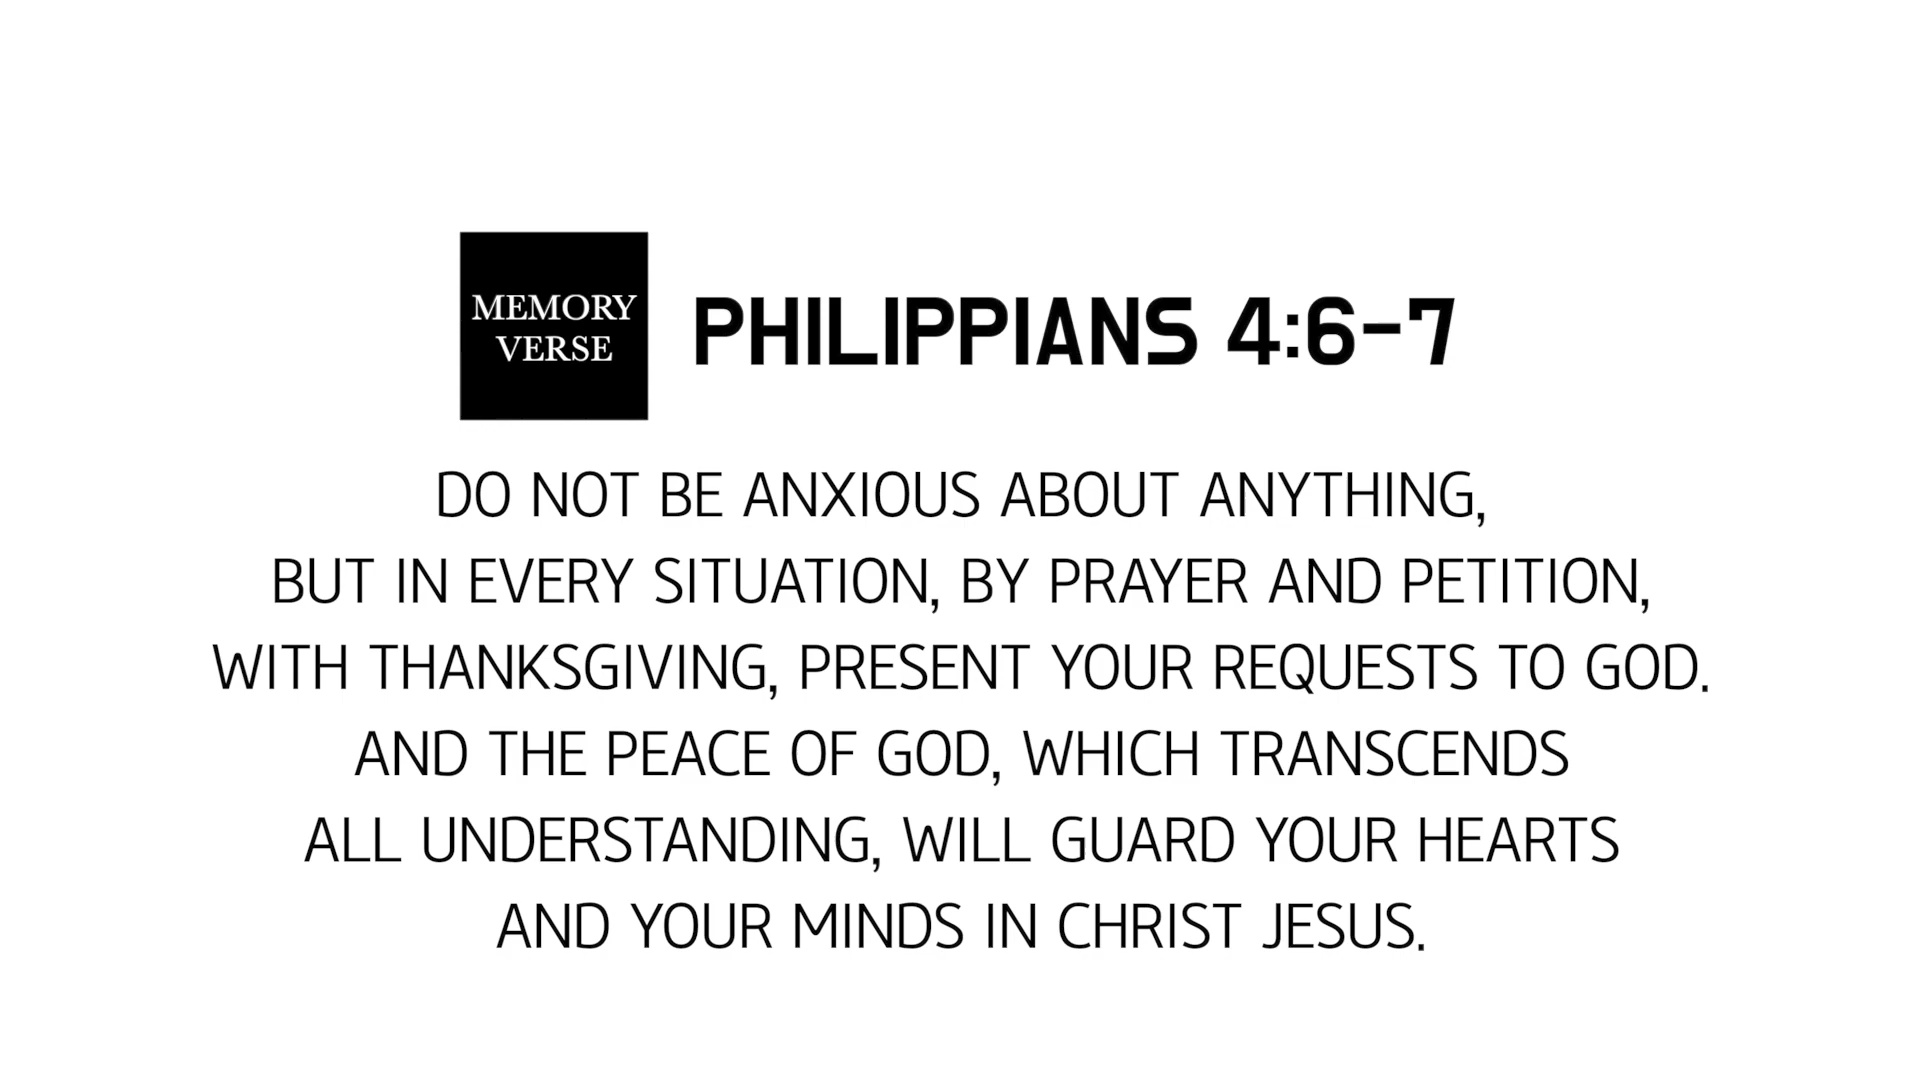 MEMORY
VERSE
PHILIPPIANS 4:6-7
DO NOT BE ANXIOUS ABOUT ANYTHING,
BUT IN EVERY SITUATION, BY PRAYER AND PETITION,
WITH THANKSGIVING, PRESENT YOUR REQUESTS TO GOD.
AND THE PEACE OF GOD, WHICH TRANSCENDS
ALL UNDERSTANDING, WILL GUARD YOUR HEARTS
AND YOUR MINDS IN CHRIST JESUS.